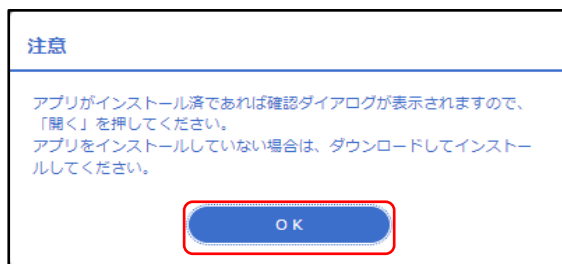 注意
アプリがインストール済であれば確認ダイアログが表示されますので、
「開く」を押してください。
アプリをインストールしていない場合は、ダウンロードしてインストー
ルしてください。
ＯＫ